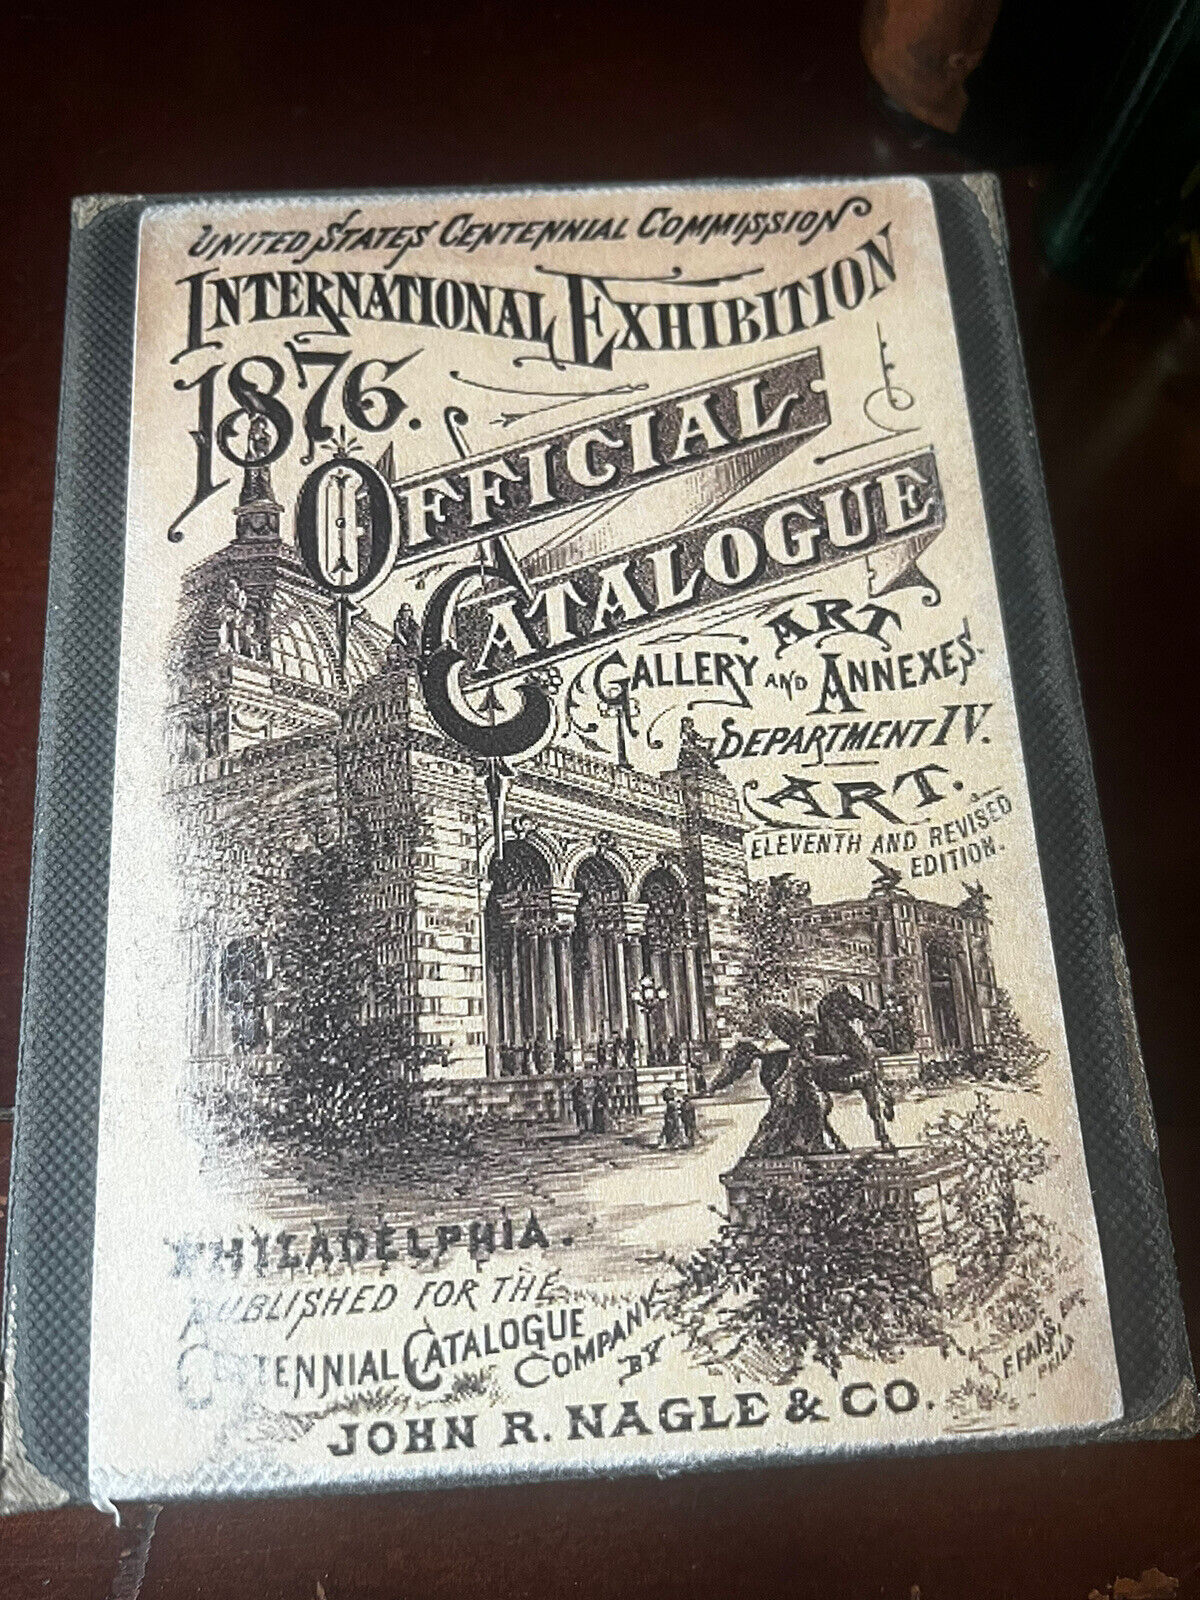 UNITED STATES CENTENNIAL COMMISSION
INTERNATIONAL EXHIBITION
1876.
OFFICIAL
CATALOGUE
ART
GALLERY AND ANNEXES.
DEPARTMENT IV.
ART.
ELEVENTH AND REVISED
EDITION.
PHILADELPHIA.
PUBLISHED FOR THE
CENTENNIAL CATALOGUE
COMPANY
BY
JOHN R. NAGLE & CO.
PHILA